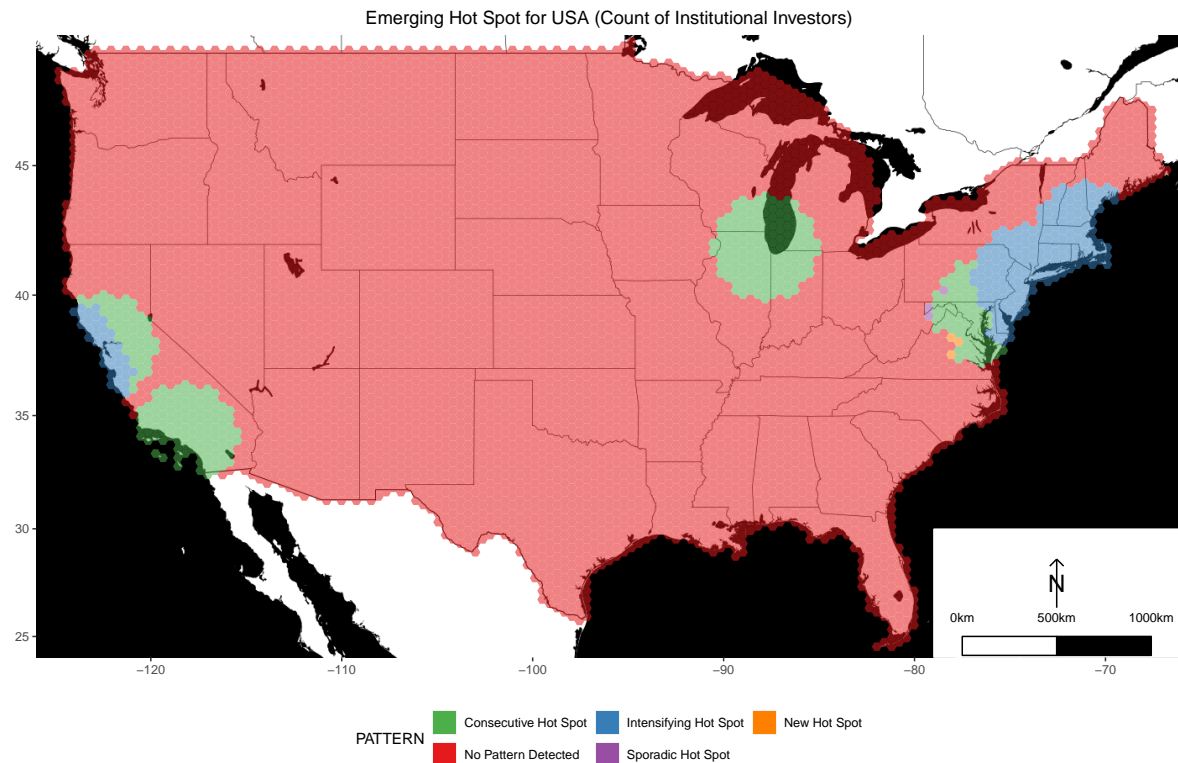 Emerging Hot Spot for USA (Count of Institutional Investors)
45
40
35
30
25
N
0km 500km 1000km
−120 −110 −100 −90 −80 −70
PATTERN
Consecutive Hot Spot Intensifying Hot Spot New Hot Spot
No Pattern Detected Sporadic Hot Spot